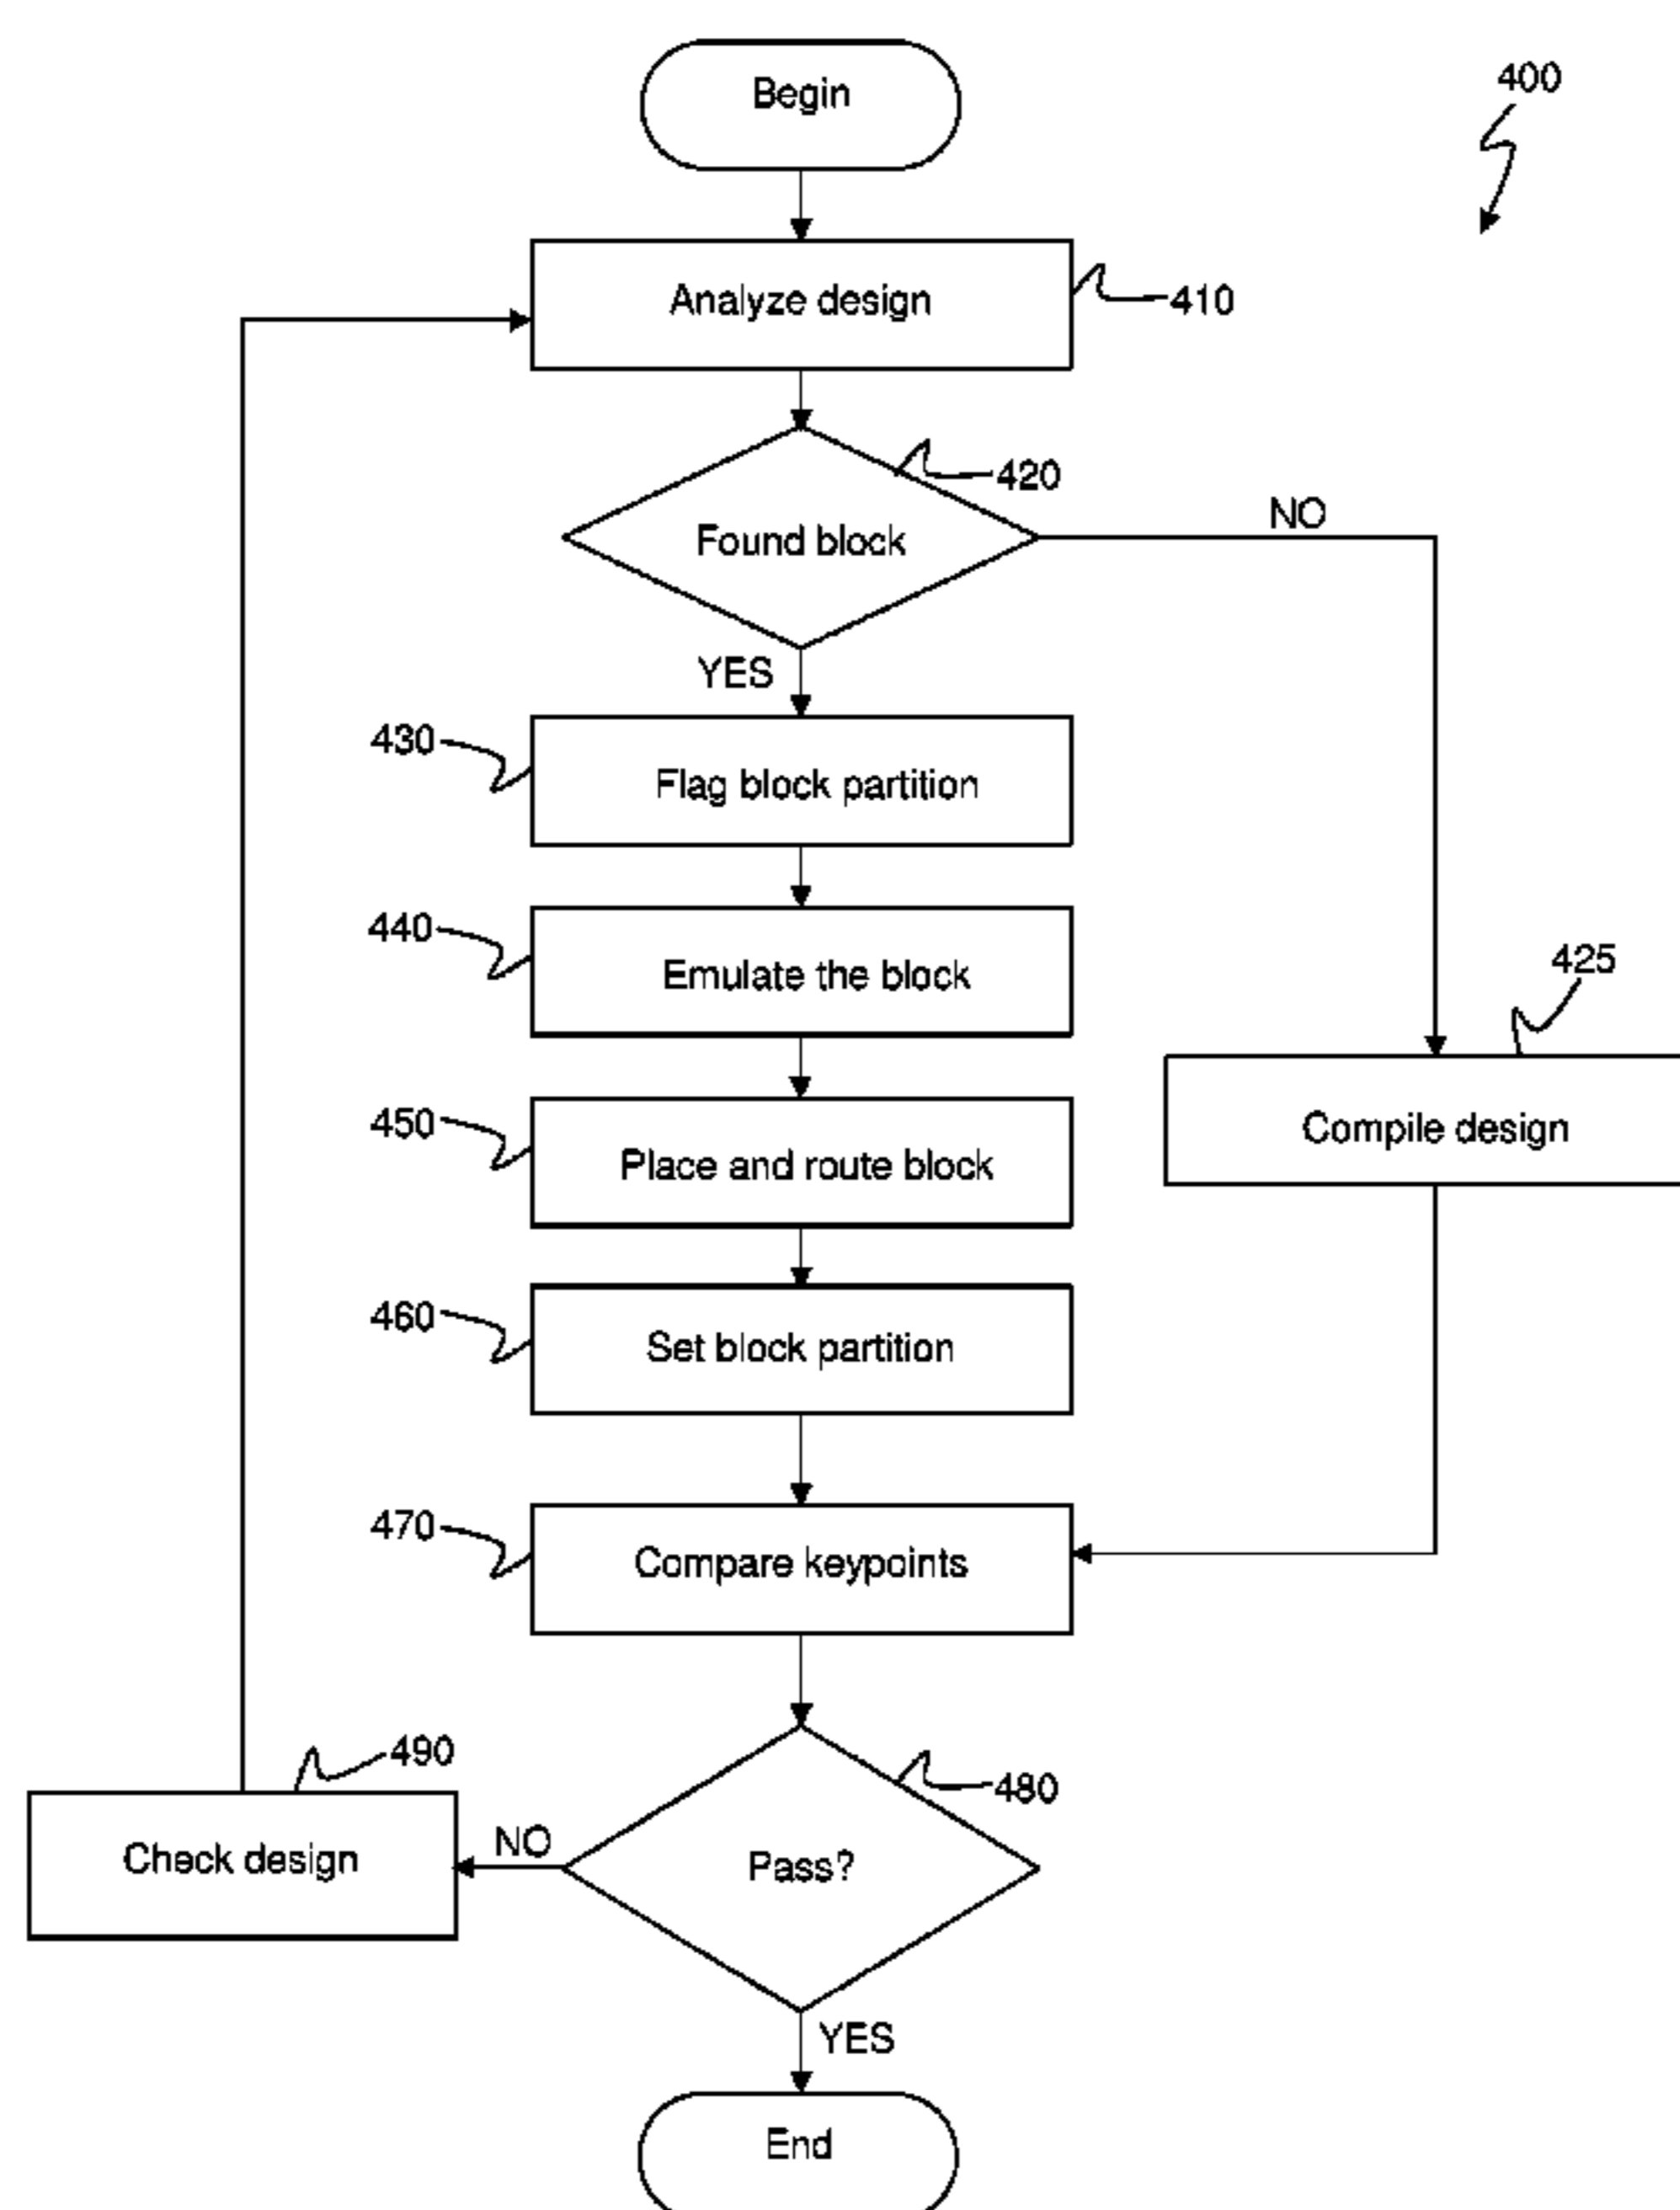 Begin
400
Analyze design
410
420
Found block
NO
YES
430
Flag block partition
440
Emulate the block
425
450
Compile design
Place and route block
460
Set block partition
470
Compare keypoints
490
480
NO
Check design
Pass?
YES
End